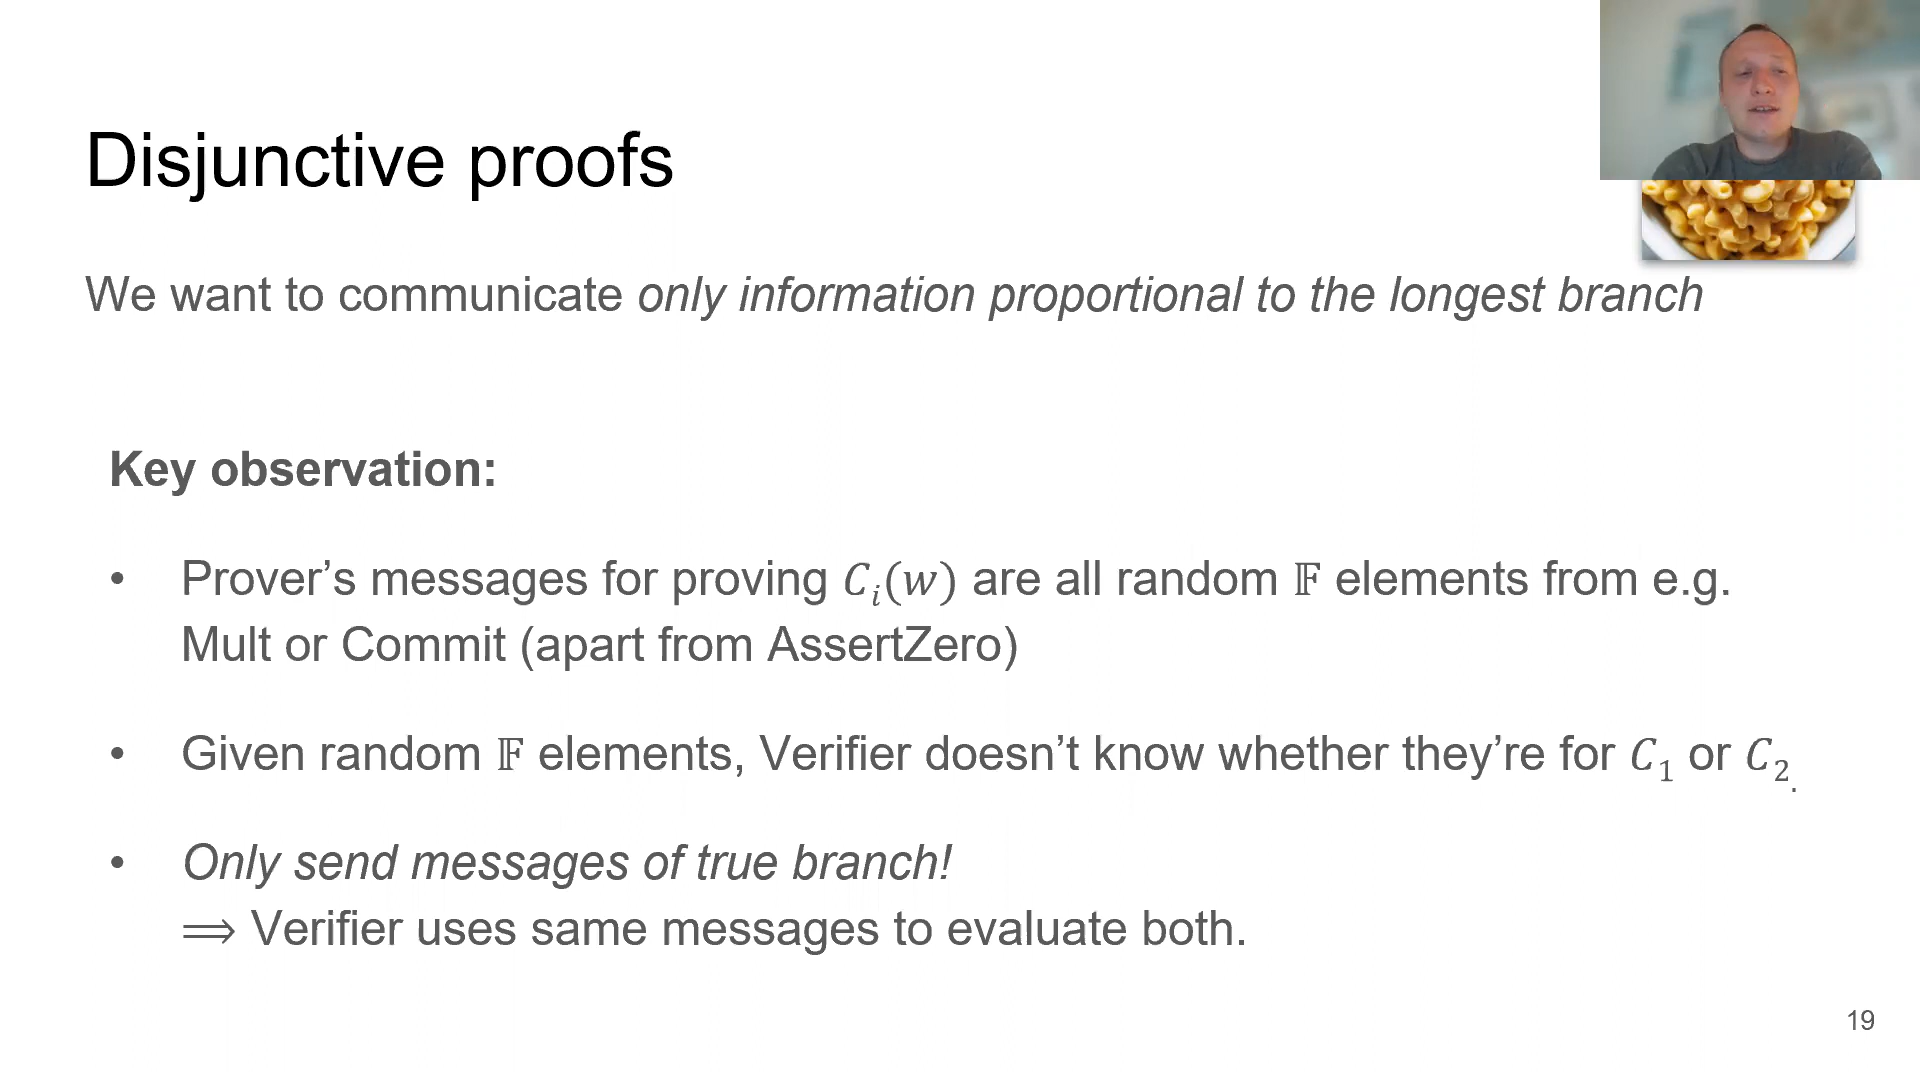 Disjunctive proofs
We want to communicate only information proportional to the longest branch
Key observation:
• Prover’s messages for proving 𝐶ᵢ(𝑤) are all random 𝔽 elements from e.g.
Mult or Commit (apart from AssertZero)
• Given random 𝔽 elements, Verifier doesn’t know whether they’re for 𝐶₁ or 𝐶₂.
• Only send messages of true branch!
⟹ Verifier uses same messages to evaluate both.
19